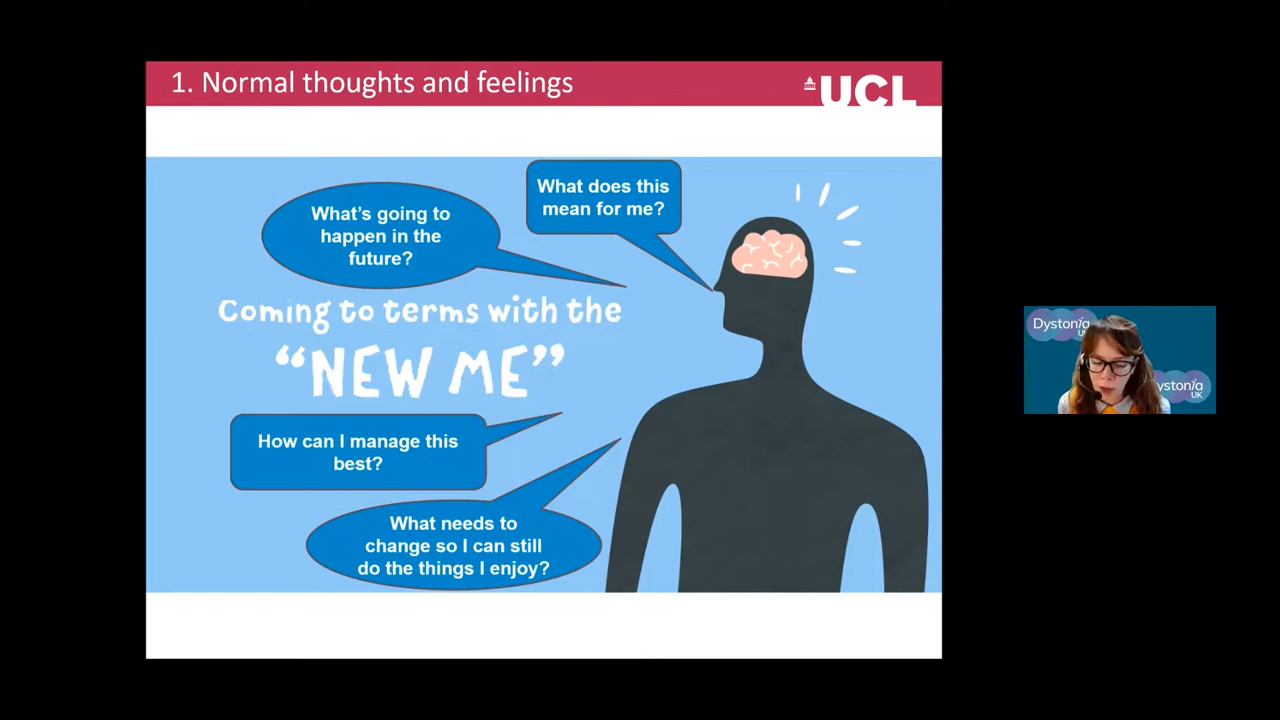 1. Normal thoughts and feelings
UCL
What does this
mean for me?
What's going to
happen in the
future?
Coming to terms with the
"NEW ME"
How can I manage this
best?
What needs to
change so I can still
do the things I enjoy?
Dystonia
ystonia
UK